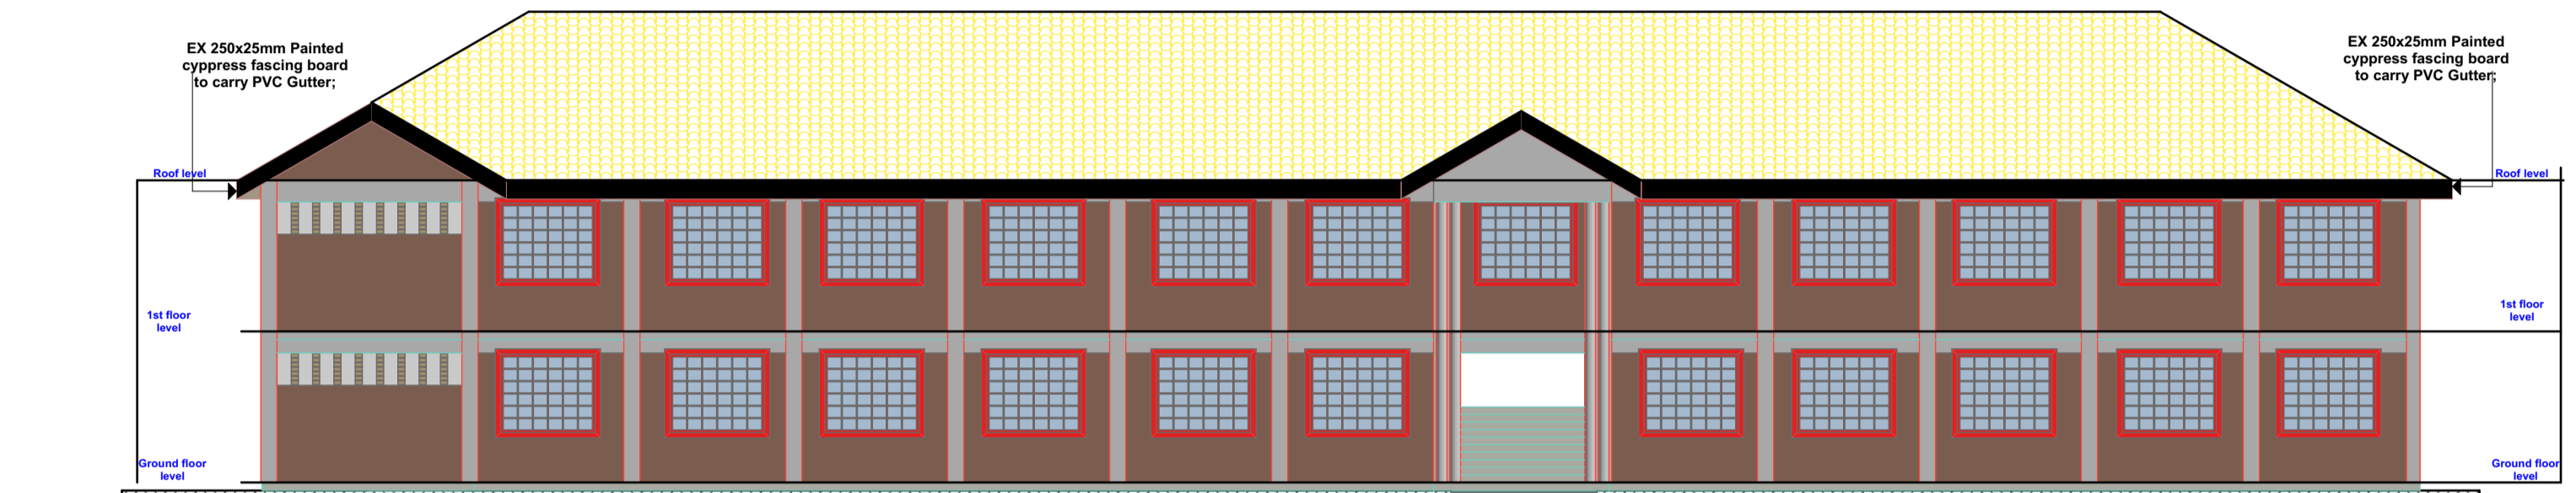 EX 250x25mm Painted
cyppress fascing board
to carry PVC Gutter;
EX 250x25mm Painted
cyppress fascing board
to carry PVC Gutter;
Roof level
Roof level
1st floor
level
1st floor
level
Ground floor
level
Ground floor
level